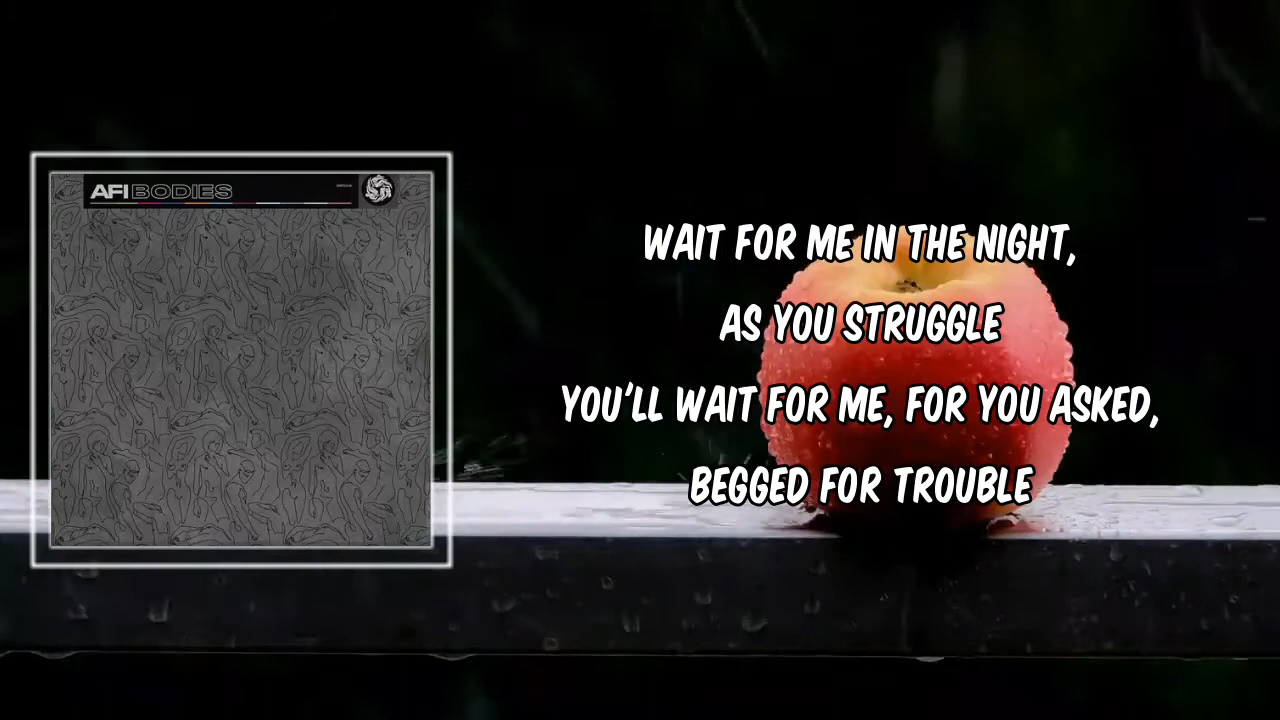 AFI BODIES
WAIT FOR ME IN THE NIGHT,
AS YOU STRUGGLE
YOU'LL WAIT FOR ME, FOR YOU ASKED,
BEGGED FOR TROUBLE